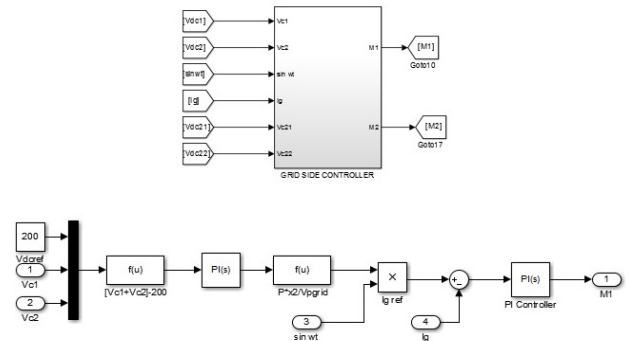 [Vdc1]
Vc1
[Vdc2]
Vc2
M1
[M1]
Goto10
[sinwt]
sin wt
[Ig]
Ig
[Vdc21]
Vc21
M2
[M2]
Goto17
[Vdc22]
Vc22
GRID SIDE CONTROLLER
200
Vdcref
1
Vc1
2
Vc2
f(u)
[Vc1+Vc2]-200
PI(s)
f(u)
P*x2/Vpgrid
×
Ig ref
3
sin wt
+
−
4
Ig
PI(s)
PI Controller
1
M1